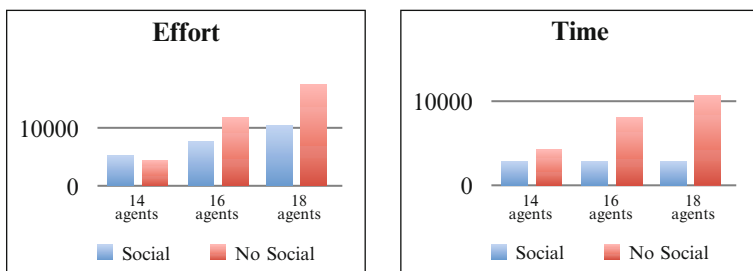 Effort
10000
0
14
agents
16
agents
18
agents
Social
No Social
Time
10000
0
14
agents
16
agents
18
agents
Social
No Social